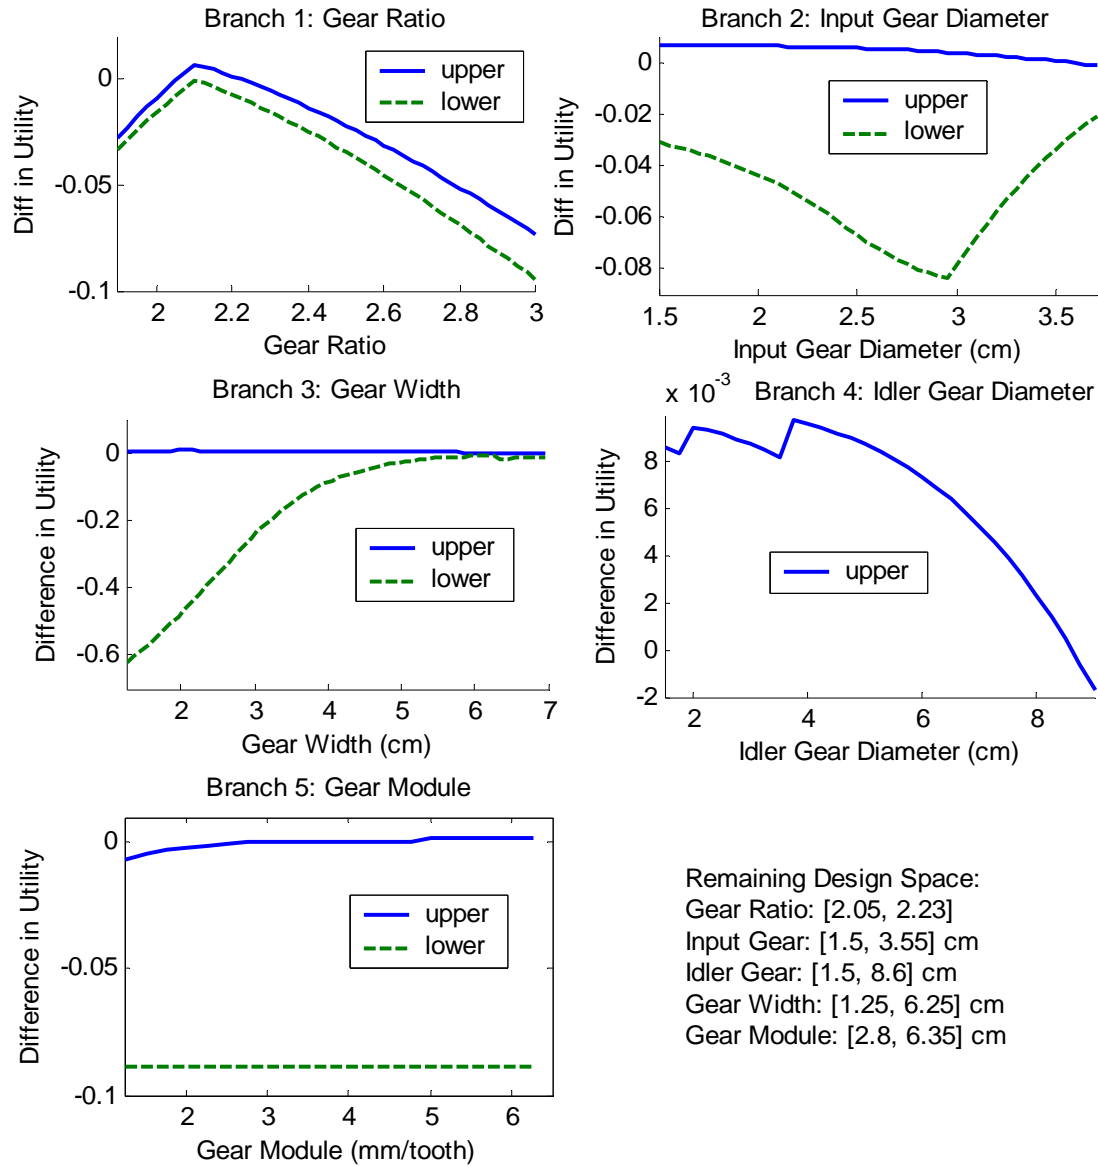 Branch 1: Gear Ratio
0
-0.05
-0.1
2
2.2
2.4
2.6
2.8
3
Diff in Utility
Gear Ratio
upper
lower
Branch 2: Input Gear Diameter
0
-0.02
-0.04
-0.06
-0.08
1.5
2
2.5
3
3.5
Diff in Utility
Input Gear Diameter (cm)
upper
lower
Branch 3: Gear Width
0
-0.2
-0.4
-0.6
2
3
4
5
6
7
Difference in Utility
Gear Width (cm)
upper
lower
x 10-3
Branch 4: Idler Gear Diameter
8
6
4
2
0
-2
2
4
6
8
Difference in Utility
Idler Gear Diameter (cm)
upper
Branch 5: Gear Module
0
-0.05
-0.1
2
3
4
5
6
Difference in Utility
Gear Module (mm/tooth)
upper
lower
Remaining Design Space:
Gear Ratio: [2.05, 2.23]
Input Gear: [1.5, 3.55] cm
Idler Gear: [1.5, 8.6] cm
Gear Width: [1.25, 6.25] cm
Gear Module: [2.8, 6.35] cm